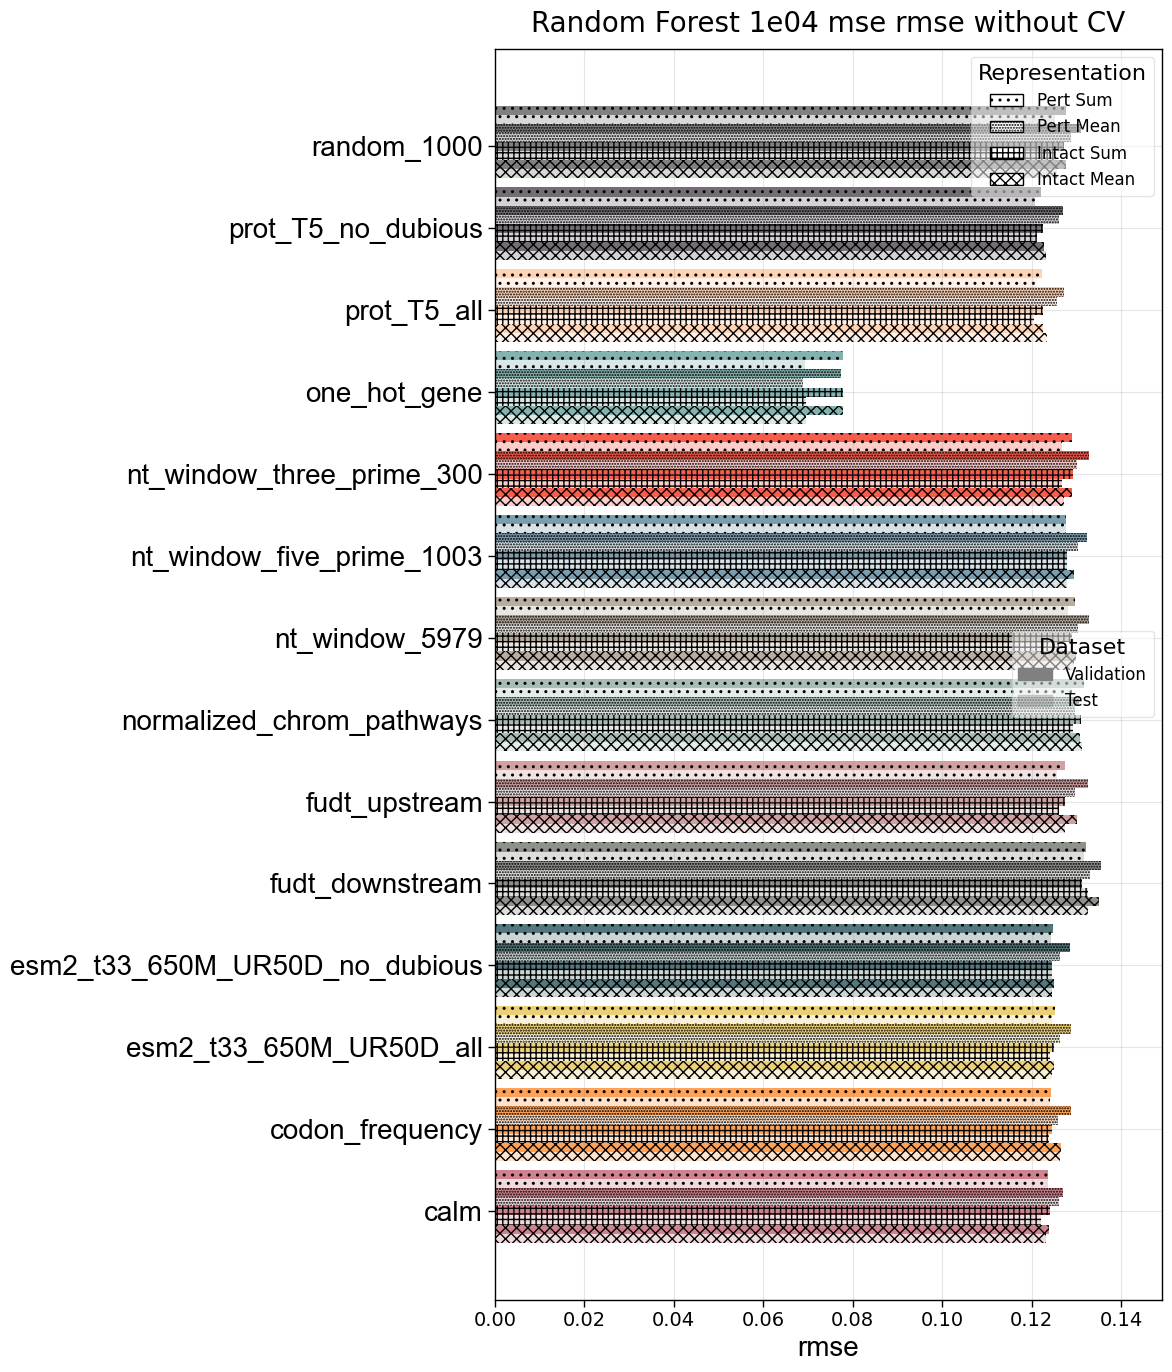 Random Forest 1e04 mse rmse without CV
Representation
Pert Sum
Pert Mean
Intact Sum
Intact Mean
random_1000
prot_T5_no_dubious
prot_T5_all
one_hot_gene
nt_window_three_prime_300
nt_window_five_prime_1003
nt_window_5979
Dataset
Validation
Test
normalized_chrom_pathways
fudt_upstream
fudt_downstream
esm2_t33_650M_UR50D_no_dubious
esm2_t33_650M_UR50D_all
codon_frequency
calm
0.00 0.02 0.04 0.06 0.08 0.10 0.12 0.14
rmse